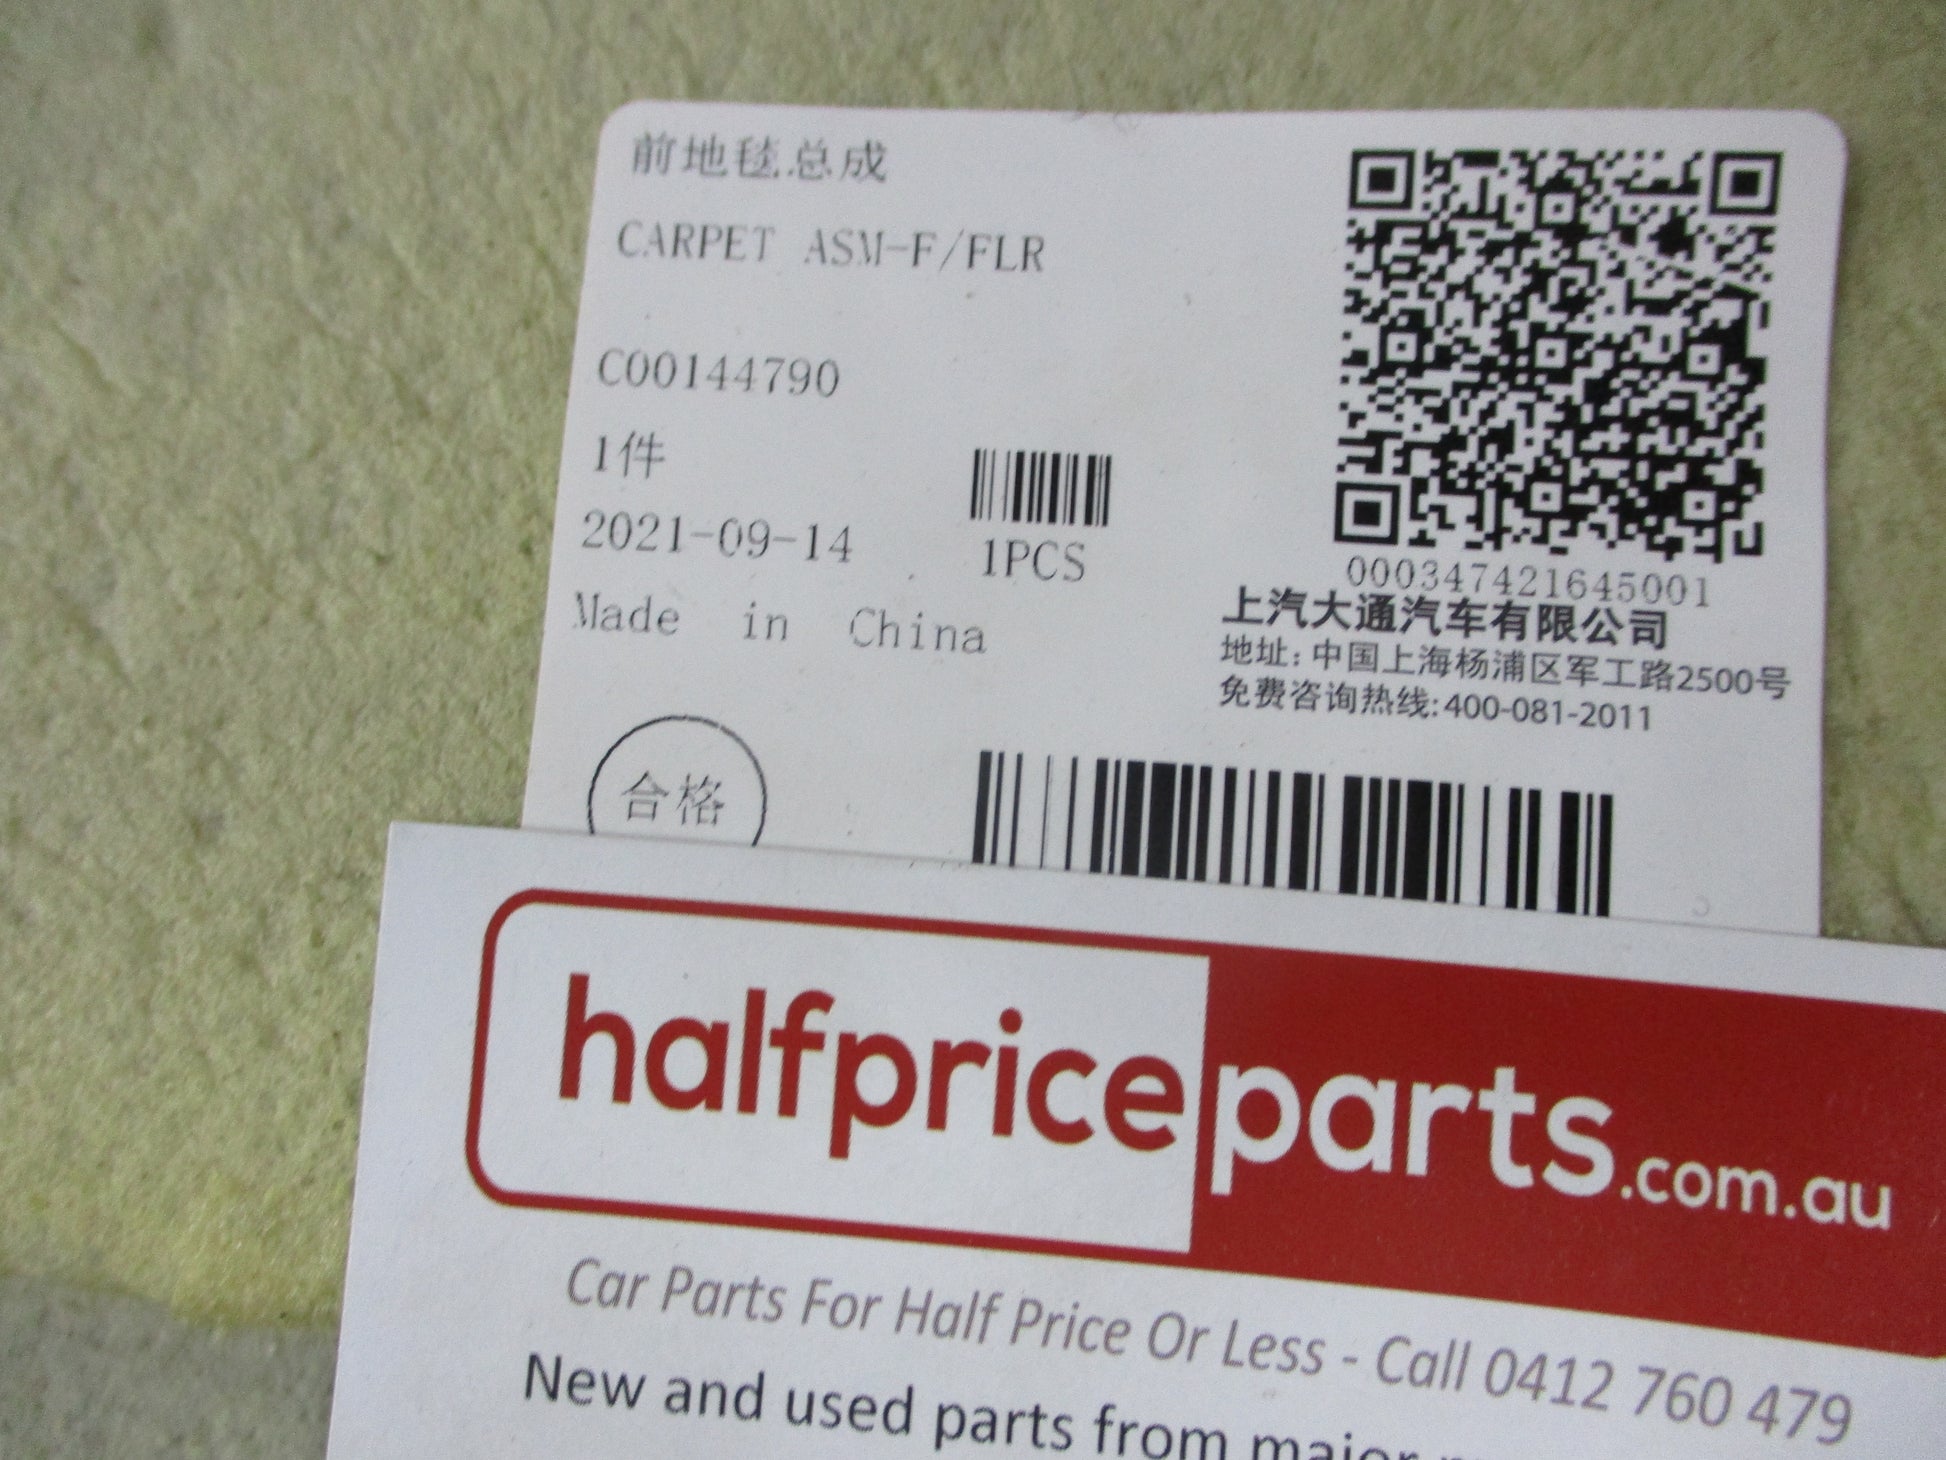 前地毯总成
CARPET ASM-F/FLR
C00144790
1件
2021-09-14
1PCS
Made in China
000347421645001
上汽大通汽车有限公司
地址:中国上海杨浦区军工路2500号
免费咨询热线:400-081-2011
合格
halfpriceparts.com.au
Car Parts For Half Price Or Less - Call 0412 760 479
New and used parts from major